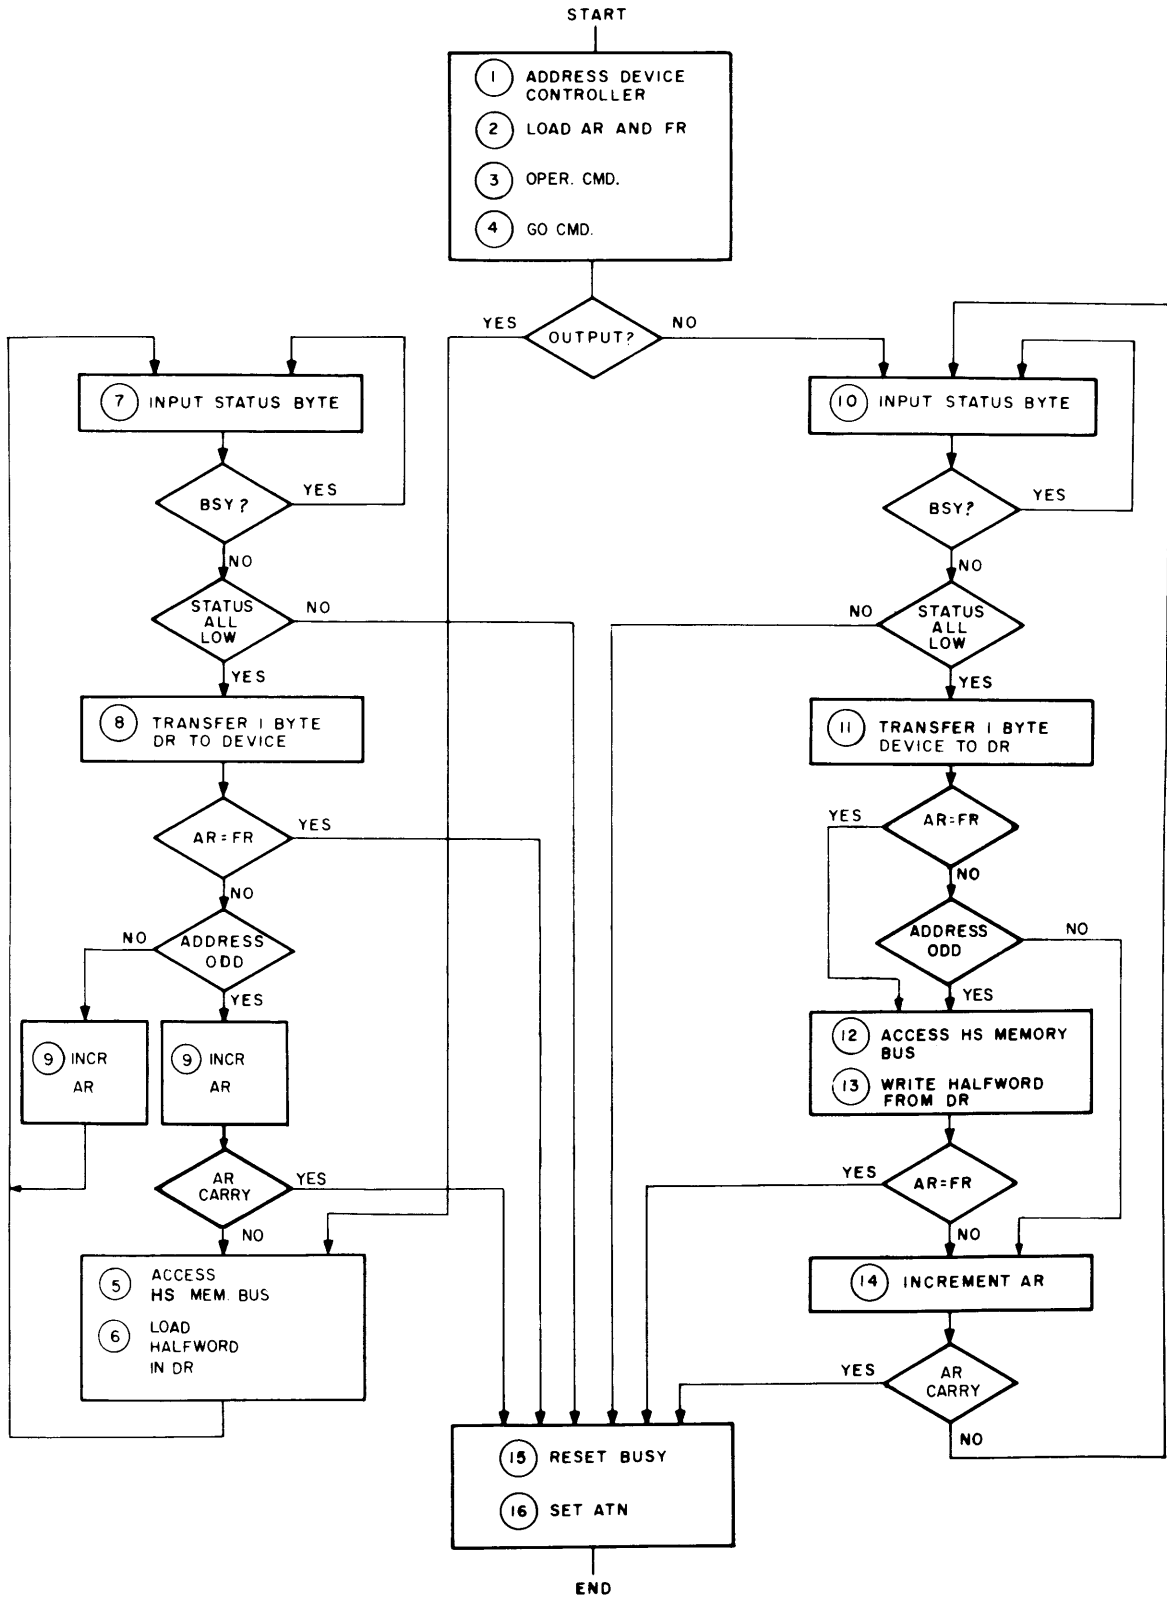 START
1 ADDRESS DEVICE
CONTROLLER
2 LOAD AR AND FR
3 OPER. CMD.
4 GO CMD.
OUTPUT?
YES
NO
7 INPUT STATUS BYTE
BSY?
YES
NO
STATUS
ALL
LOW
NO
YES
8 TRANSFER 1 BYTE
DR TO DEVICE
AR=FR
YES
NO
ADDRESS
ODD
NO
YES
9 INCR
AR
9 INCR
AR
AR
CARRY
YES
NO
5 ACCESS
HS MEM. BUS
6 LOAD
HALFWORD
IN DR
10 INPUT STATUS BYTE
BSY?
YES
NO
STATUS
ALL
LOW
NO
YES
11 TRANSFER 1 BYTE
DEVICE TO DR
AR=FR
YES
NO
ADDRESS
ODD
NO
YES
12 ACCESS HS MEMORY
BUS
13 WRITE HALFWORD
FROM DR
AR=FR
YES
NO
14 INCREMENT AR
AR
CARRY
YES
NO
15 RESET BUSY
16 SET ATN
END